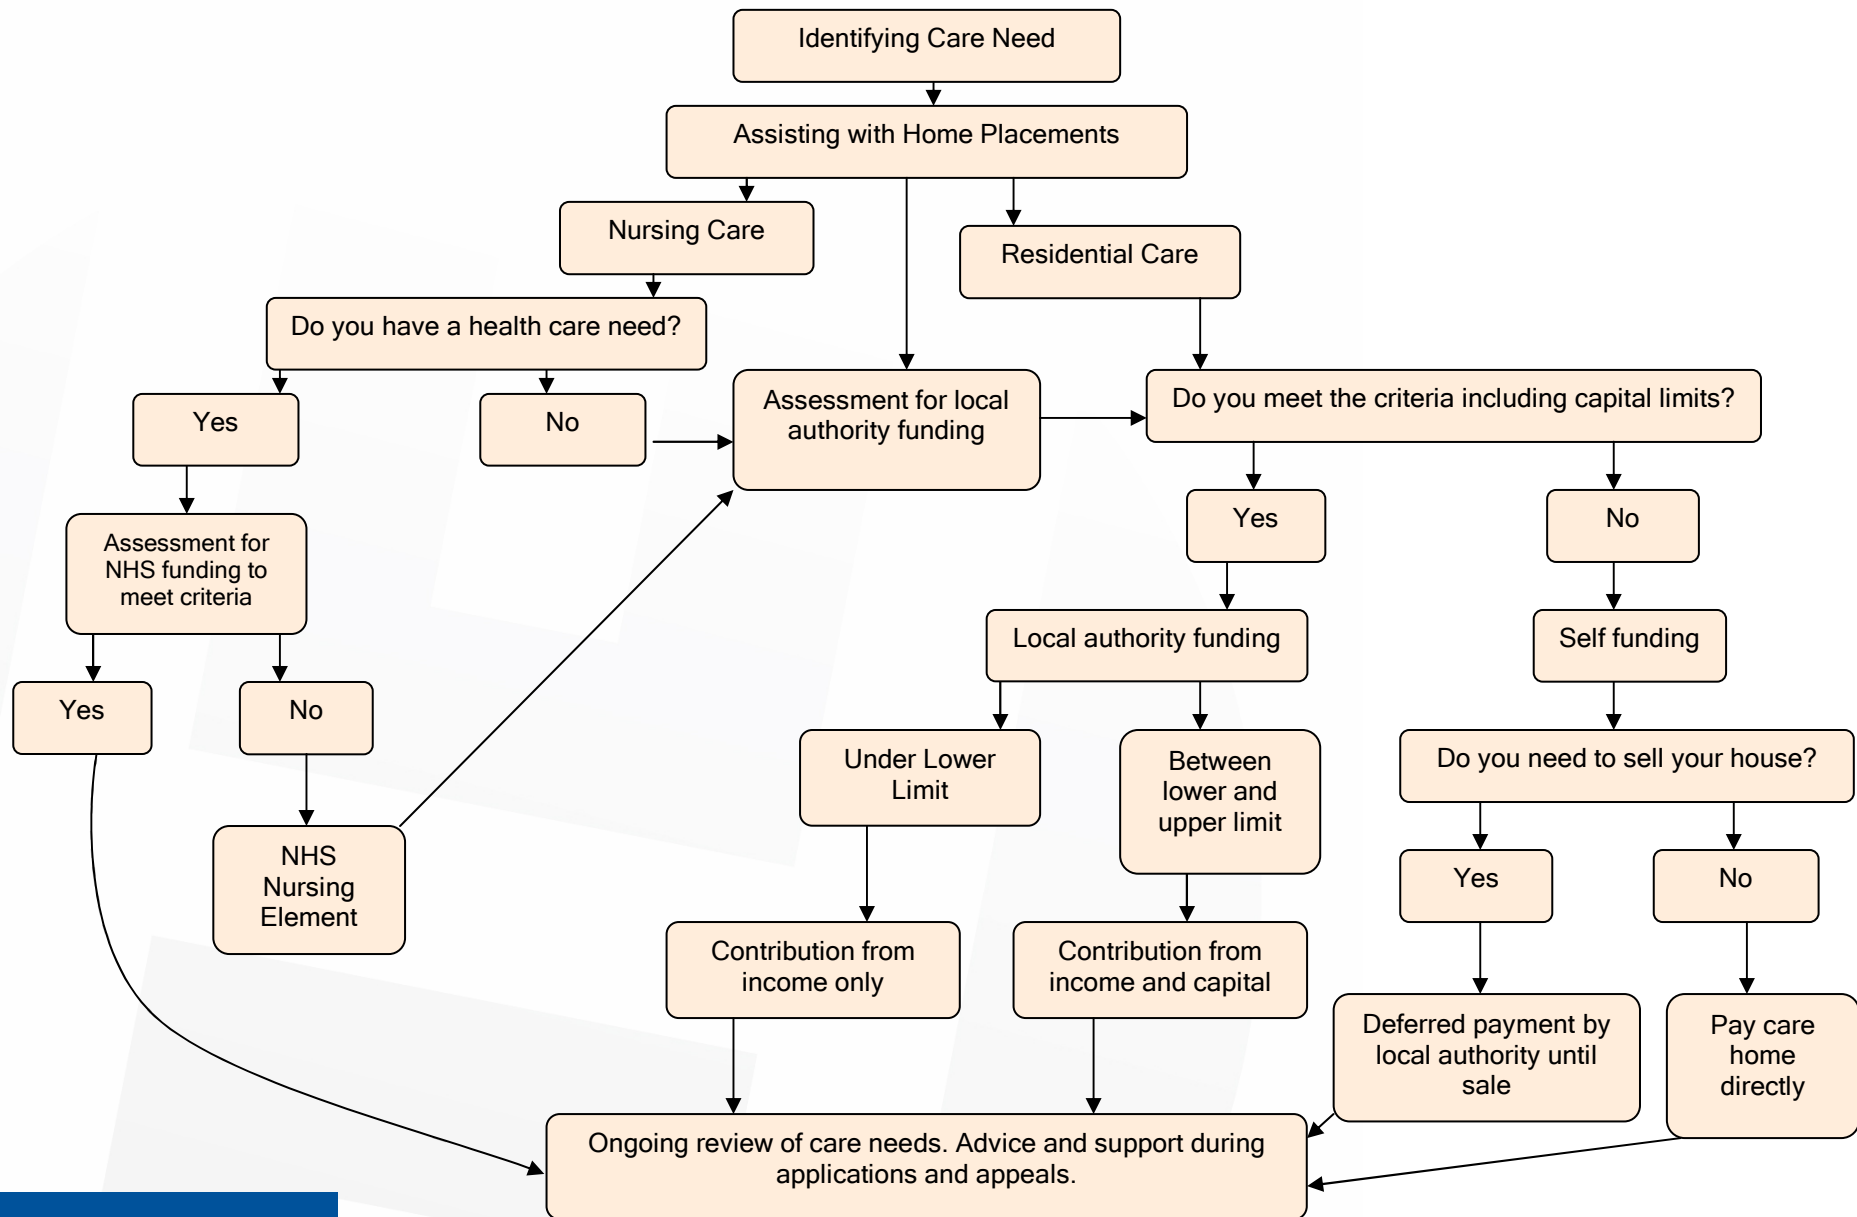 Identifying Care Need
Assisting with Home Placements
Nursing Care
Residential Care
Do you have a health care need?
Yes
No
Assessment for local
authority funding
Do you meet the criteria including capital limits?
Yes
No
Assessment for
NHS funding to
meet criteria
Local authority funding
Self funding
Yes
No
Under Lower
Limit
Between
lower and
upper limit
Do you need to sell your house?
NHS
Nursing
Element
Yes
No
Contribution from
income only
Contribution from
income and capital
Deferred payment by
local authority until
sale
Pay care
home
directly
Ongoing review of care needs. Advice and support during
applications and appeals.